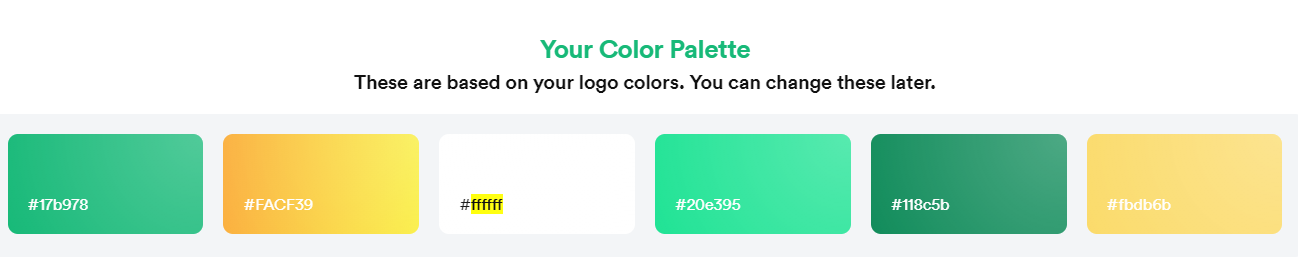 Your Color Palette
These are based on your logo colors. You can change these later.
#17b978
#FACF39
#ffffff
#20e395
#118c5b
#fbdb6b